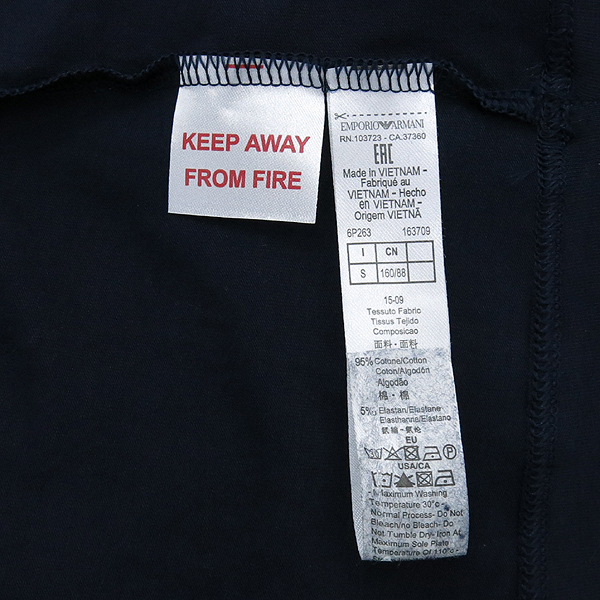 KEEP AWAY
FROM FIRE
EMPORIO ARMANI
RN.103723 - CA.37360
EAC
Made In VIETNAM -
Fabriqué au
VIETNAM - Hecho
en VIETNAM -
Origem VIETNÃ
6P263 163709
I CN
S 160/88
15-09
Tessuto Fabric
Tissus Tejido
Composicao
面料・面料
95% Cotone/Cotton
Coton/Algodón
Algodão
棉・棉
5% Elastan/Elastane
Elasthanne/Elastano
EU
USA/CA
Maximum Washing
Temperature 30°c -
Normal Process- Do Not
Bleach/no Bleach- Do
Not Tumble Dry- Iron At
Maximum Sole Plate
Temperature Of 110°c -